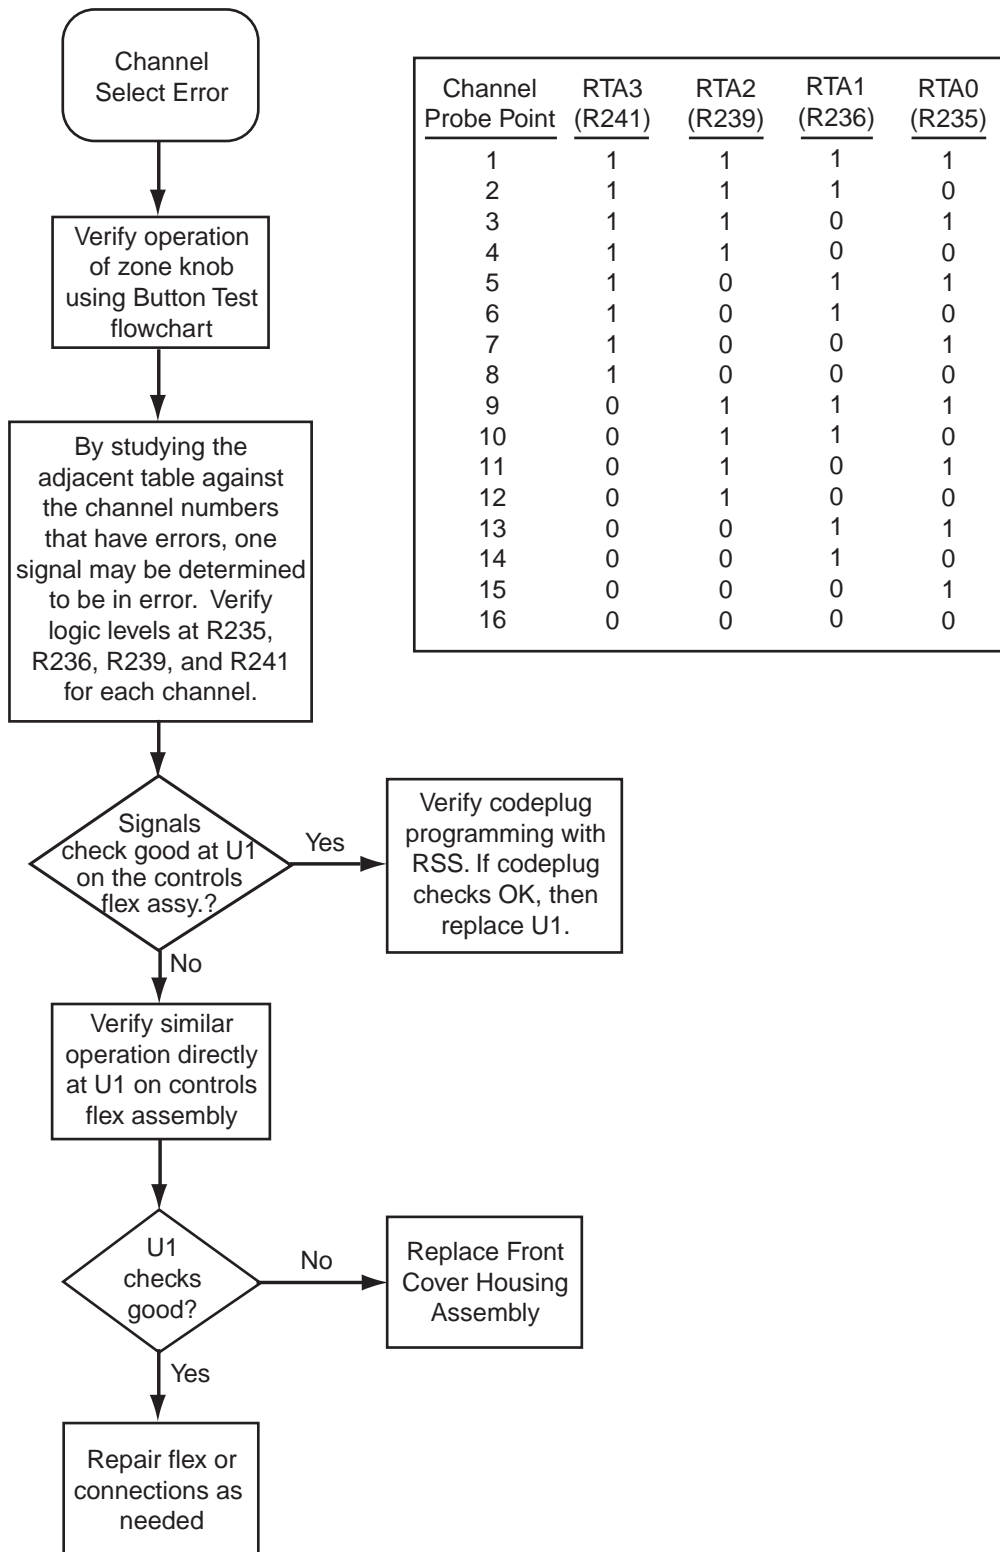 Channel
Select Error
Verify operation
of zone knob
using Button Test
flowchart
By studying the
adjacent table against
the channel numbers
that have errors, one
signal may be determined
to be in error. Verify
logic levels at R235,
R236, R239, and R241
for each channel.
Signals
check good at U1
on the controls
flex assy.?
Yes
Verify codeplug
programming with
RSS. If codeplug
checks OK, then
replace U1.
No
Verify similar
operation directly
at U1 on controls
flex assembly
U1
checks
good?
No
Replace Front
Cover Housing
Assembly
Yes
Repair flex or
connections as
needed
Channel RTA3 RTA2 RTA1 RTA0
Probe Point (R241) (R239) (R236) (R235)
1 1 1 1 1
2 1 1 1 0
3 1 1 0 1
4 1 1 0 0
5 1 0 1 1
6 1 0 1 0
7 1 0 0 1
8 1 0 0 0
9 0 1 1 1
10 0 1 1 0
11 0 1 0 1
12 0 1 0 0
13 0 0 1 1
14 0 0 1 0
15 0 0 0 1
16 0 0 0 0